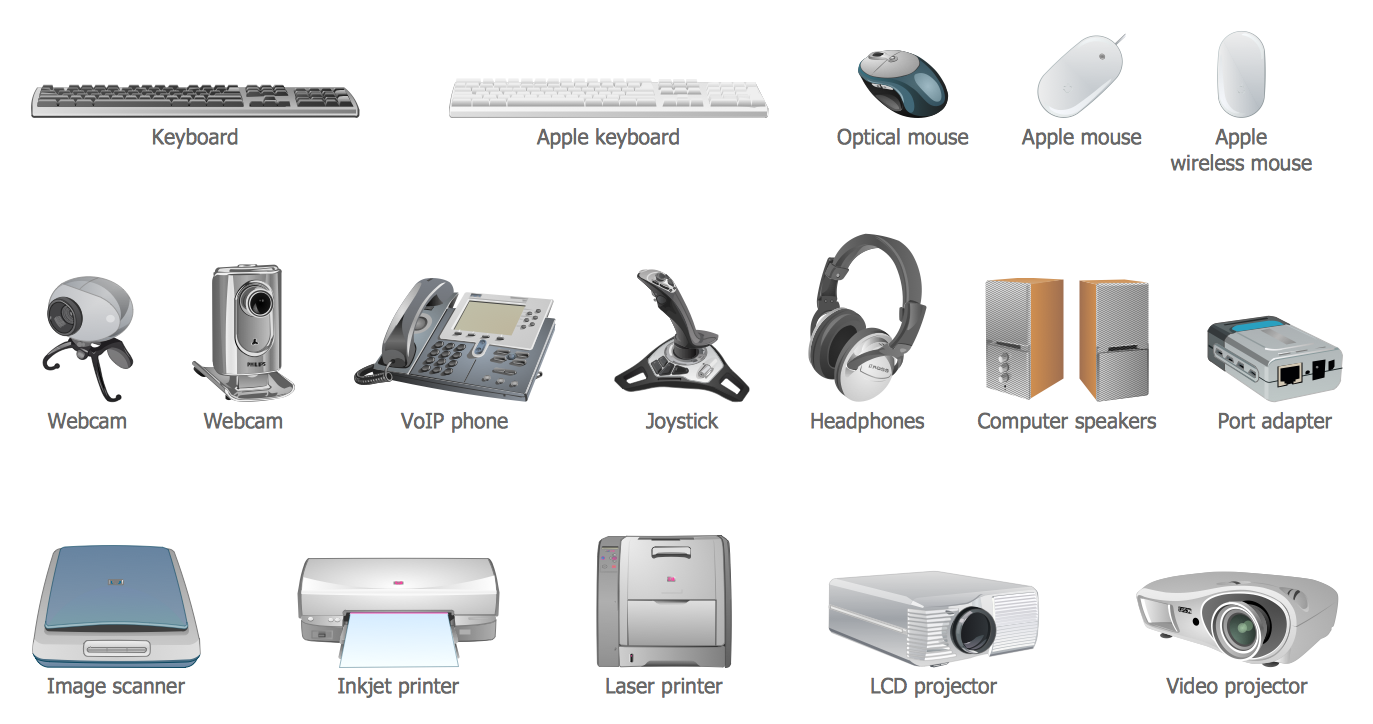 Keyboard
Apple keyboard
Optical mouse
Apple mouse
Apple
wireless mouse
PHILIPS
Webcam
Webcam
VoIP phone
Joystick
Headphones
Computer speakers
Port adapter
Image scanner
Inkjet printer
Laser printer
LCD projector
Video projector